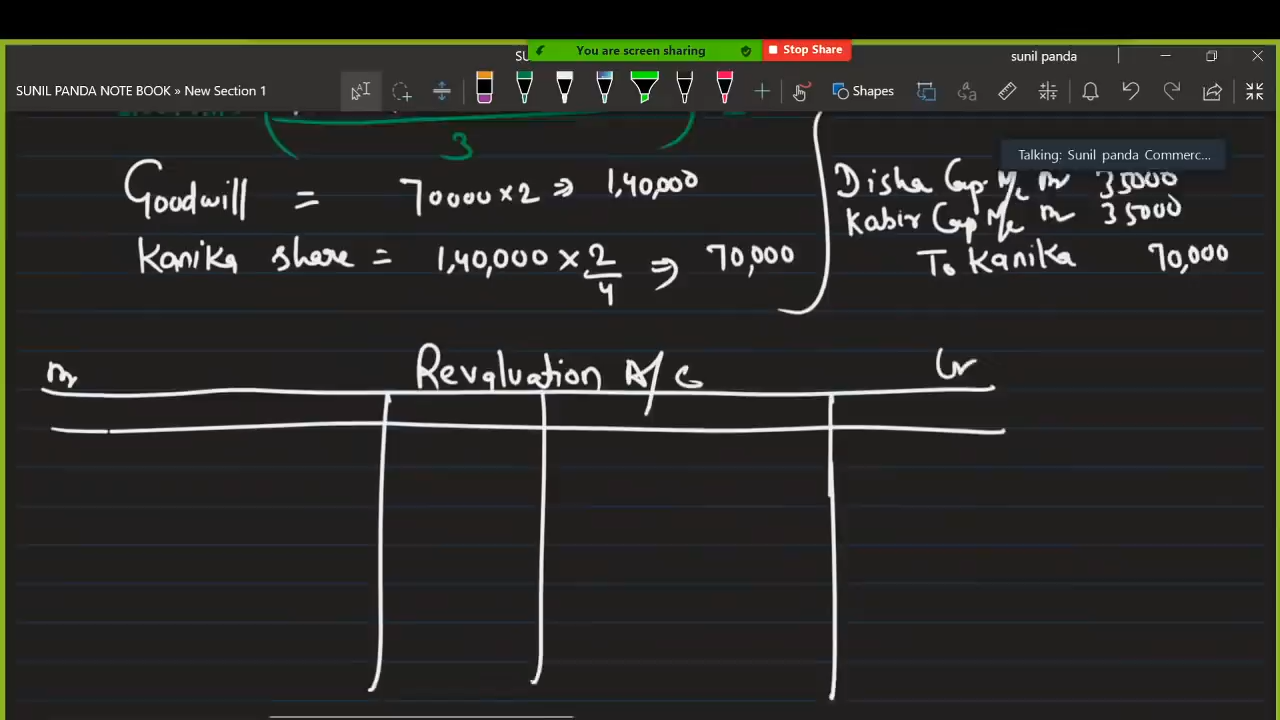 You are screen sharing
Stop Share
SU
sunil panda
SUNIL PANDA NOTE BOOK » New Section 1
Shapes
Talking: Sunil panda Commerc...
3
Goodwill = 70000 × 2 ⇒ 1,40,000
Kanika share = 1,40,000 × 2/4 ⇒ 70,000
Disha Cap A/c Dr 35000
Kabir Cap A/c Dr 35000
To Kanika 70,000
Dr Revaluation A/c Cr